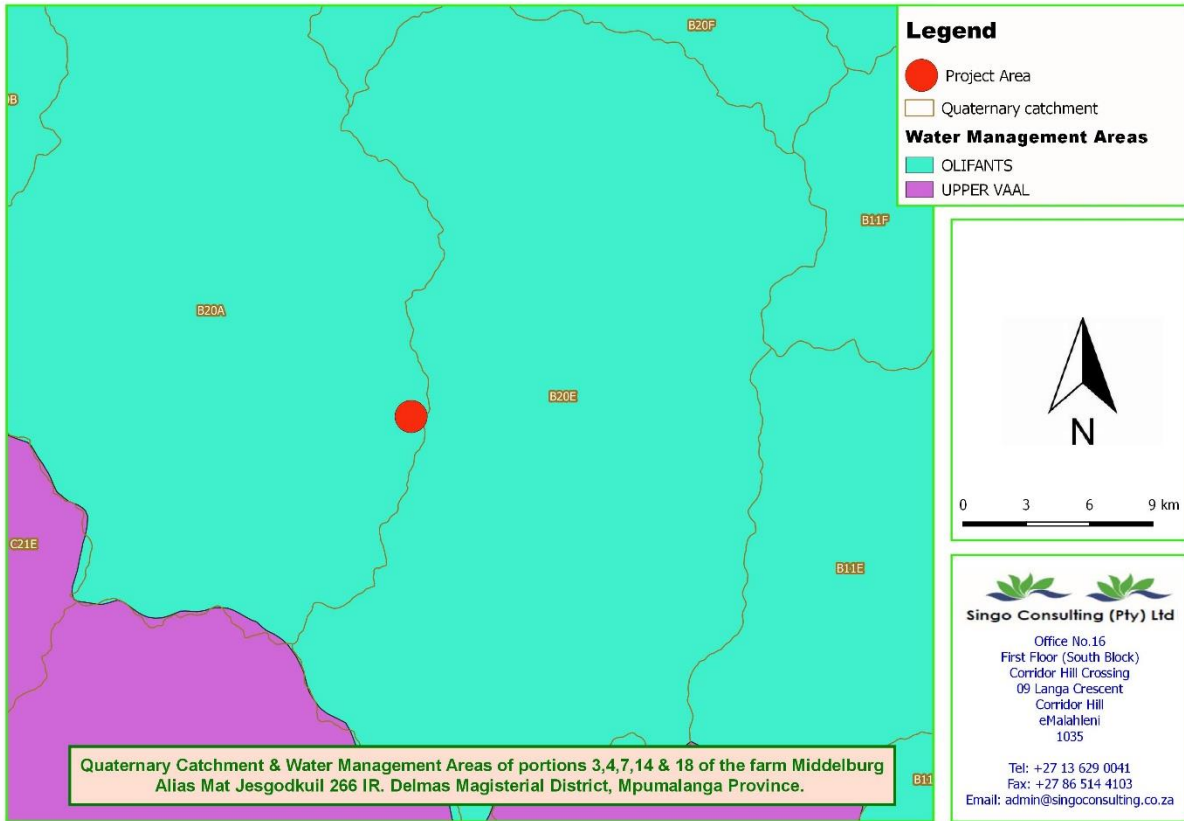 B20F
0B
B11F
B20A
B20E
C21E
B11E
B11
Quaternary Catchment & Water Management Areas of portions 3,4,7,14 & 18 of the farm Middelburg
Alias Mat Jesgodkuil 266 IR. Delmas Magisterial District, Mpumalanga Province.
Legend
Project Area
Quaternary catchment
Water Management Areas
OLIFANTS
UPPER VAAL
N
0 3 6 9 km
Singo Consulting (Pty) Ltd
Office No.16
First Floor (South Block)
Corridor Hill Crossing
09 Langa Crescent
Corridor Hill
eMalahleni
1035
Tel: +27 13 629 0041
Fax: +27 86 514 4103
Email: admin@singoconsulting.co.za